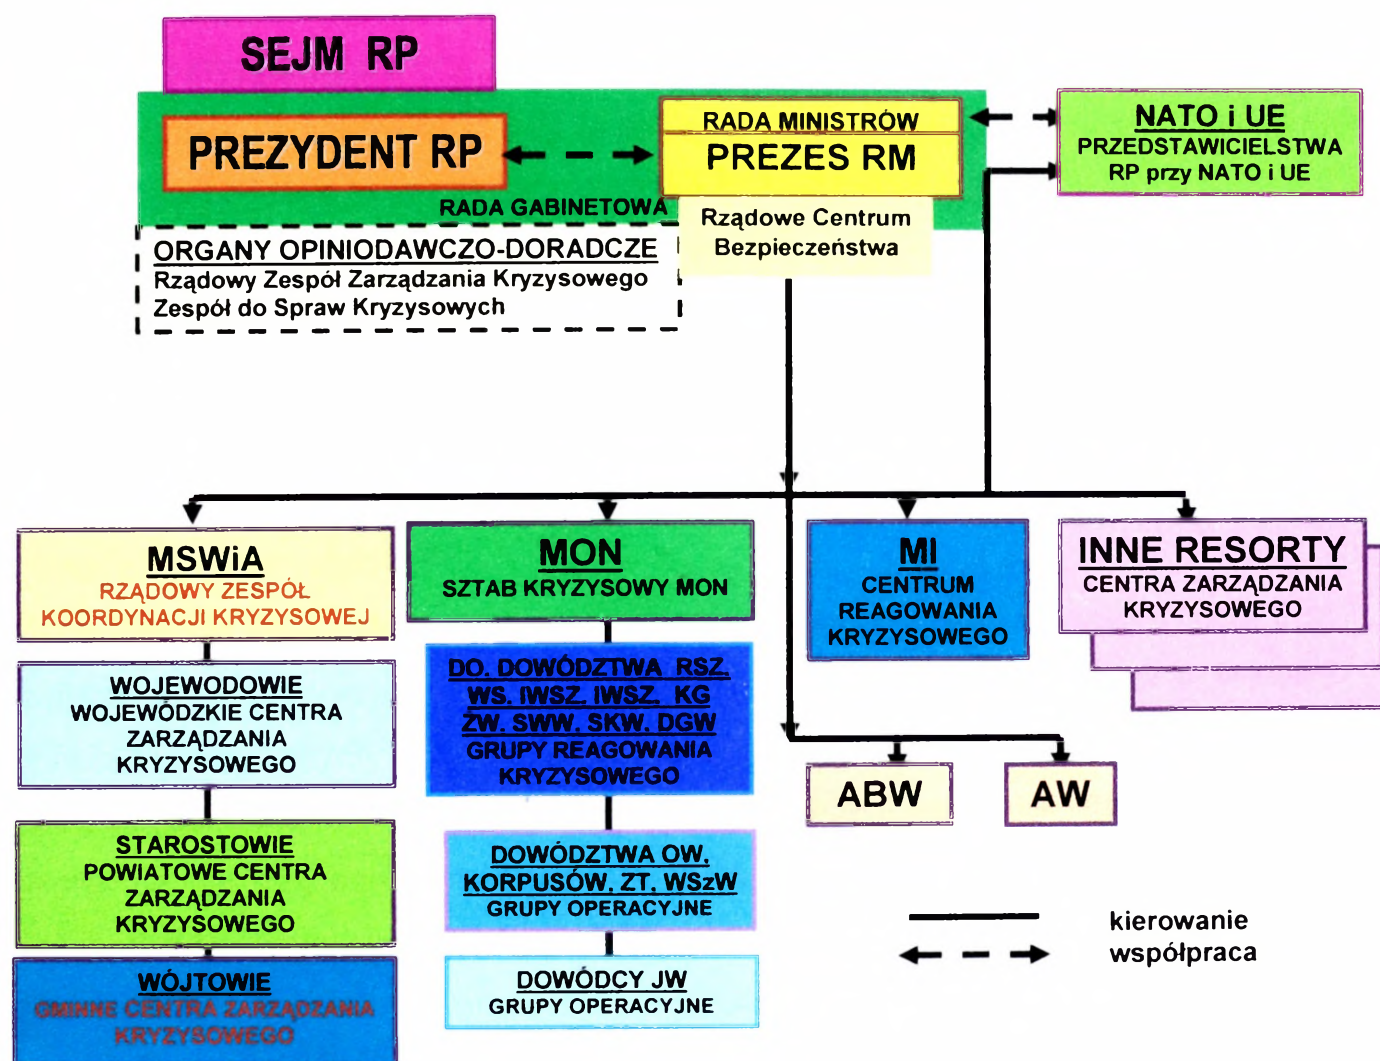 SEJM RP
PREZYDENT RP
RADA MINISTRÓW
PREZES RM
RADA GABINETOWA
Rządowe Centrum
Bezpieczeństwa
NATO i UE
PRZEDSTAWICIELSTWA
RP przy NATO i UE
ORGANY OPINIODAWCZO-DORADCZE
Rządowy Zespół Zarządzania Kryzysowego
Zespół do Spraw Kryzysowych
MSWiA
RZĄDOWY ZESPÓŁ
KOORDYNACJI KRYZYSOWEJ
WOJEWODOWIE
WOJEWÓDZKIE CENTRA
ZARZĄDZANIA
KRYZYSOWEGO
STAROSTOWIE
POWIATOWE CENTRA
ZARZĄDZANIA
KRYZYSOWEGO
WÓJTOWIE
GMINNE CENTRA ZARZĄDZANIA
KRYZYSOWEGO
MON
SZTAB KRYZYSOWY MON
DO. DOWÓDZTWA RSZ.
WS. IWSZ. IWSZ. KG
ŻW. SWW. SKW. DGW
GRUPY REAGOWANIA
KRYZYSOWEGO
DOWÓDZTWA OW,
KORPUSÓW, ZT, WSzW
GRUPY OPERACYJNE
DOWÓDCY JW
GRUPY OPERACYJNE
MI
CENTRUM
REAGOWANIA
KRYZYSOWEGO
INNE RESORTY
CENTRA ZARZĄDZANIA
KRYZYSOWEGO
ABW
AW
kierowanie
współpraca